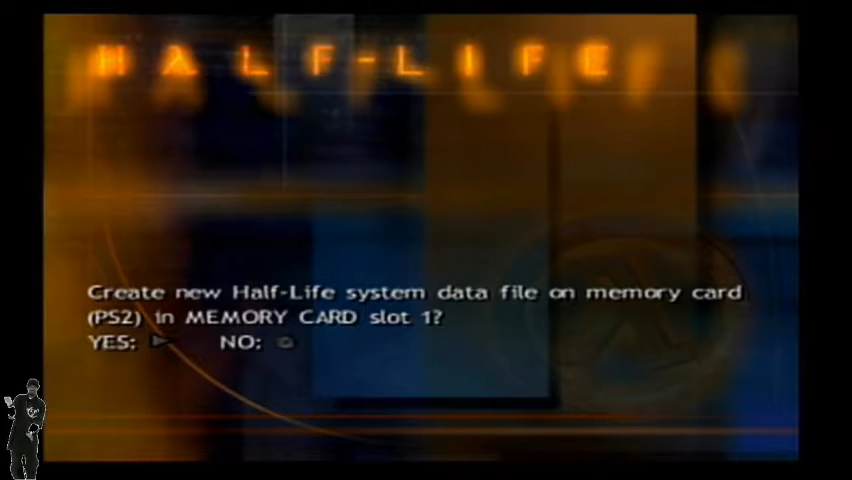 HALF-LIFE
Create new Half-Life system data file on memory card
(PS2) in MEMORY CARD slot 1?
YES: NO: